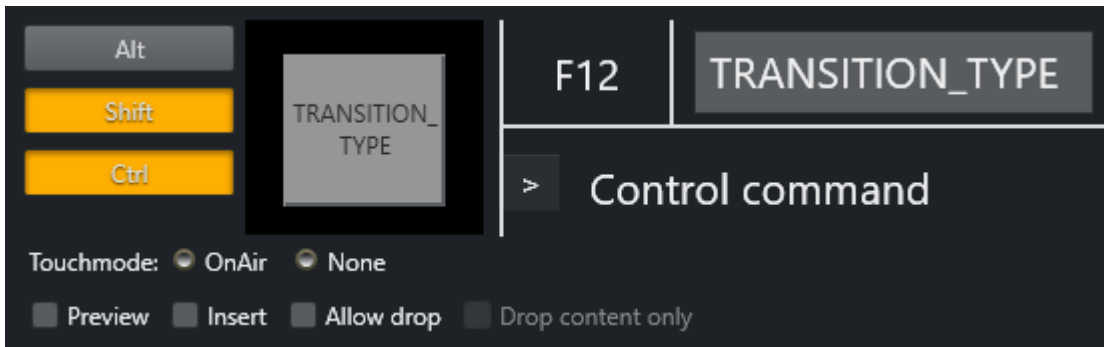 Alt
Shift
Ctrl
TRANSITION_
TYPE
F12
TRANSITION_TYPE
>
Control command
Touchmode: OnAir None
Preview Insert Allow drop Drop content only